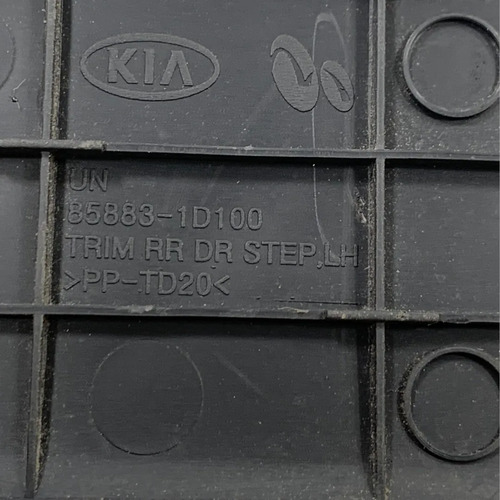 KIA
UN
85883-1D100
TRIM RR DR STEP,LH
>PP-TD20<